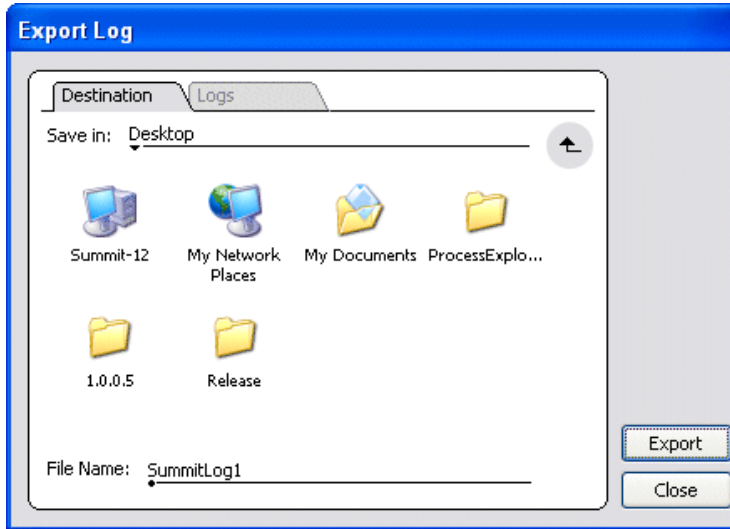 Export Log
Destination
Logs
Save in: Desktop
Summit-12
My Network Places
My Documents
ProcessExplo...
1.0.0.5
Release
File Name: SummitLog1
Export
Close